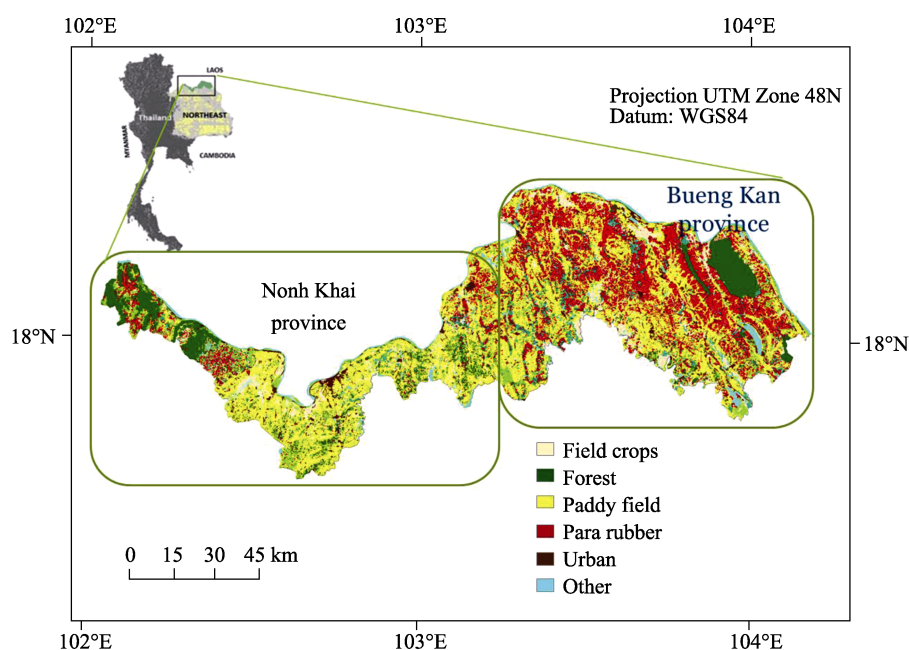 102°E 103°E 104°E
LAOS
Thailand NORTHEAST
MYANMAR
CAMBODIA
Projection UTM Zone 48N
Datum: WGS84
Bueng Kan
province
Nonh Khai
province
18°N 18°N
Field crops
Forest
Paddy field
Para rubber
Urban
Other
0 15 30 45 km
102°E 103°E 104°E